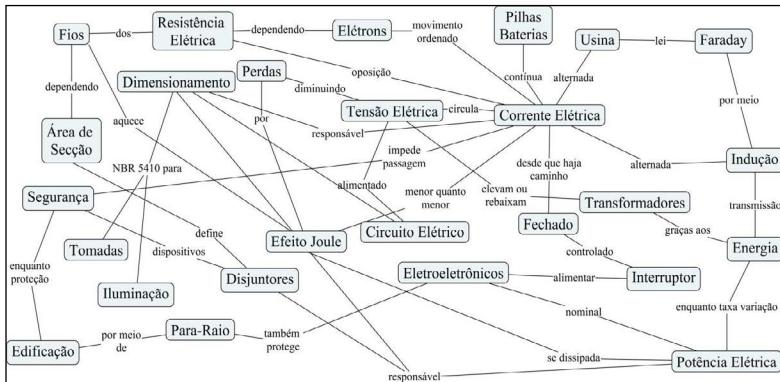 Fios
dos
Resistência
Elétrica
dependendo
Elétrons
movimento
ordenado
Pilhas
Baterias
Usina
lei
Faraday
contínua
alternada
por meio
dependendo
aquece
Dimensionamento
Perdas
diminuindo
oposição
Tensão Elétrica
circula
Corrente Elétrica
por
responsável
Área de
Secção
NBR 5410 para
impede
passagem
desde que haja
caminho
alternada
Indução
Segurança
alimentado
menor quanto
menor
elevam ou
rebaixam
Transformadores
transmissão
Tomadas
define
Efeito Joule
Circuito Elétrico
Fechado
graças aos
Energia
enquanto
proteção
dispositivos
controlado
Iluminação
Disjuntores
Eletroeletrônicos
alimentar
Interruptor
enquanto taxa variação
nominal
Edificação
por meio
de
Para-Raio
também
protege
se dissipada
Potência Elétrica
responsável